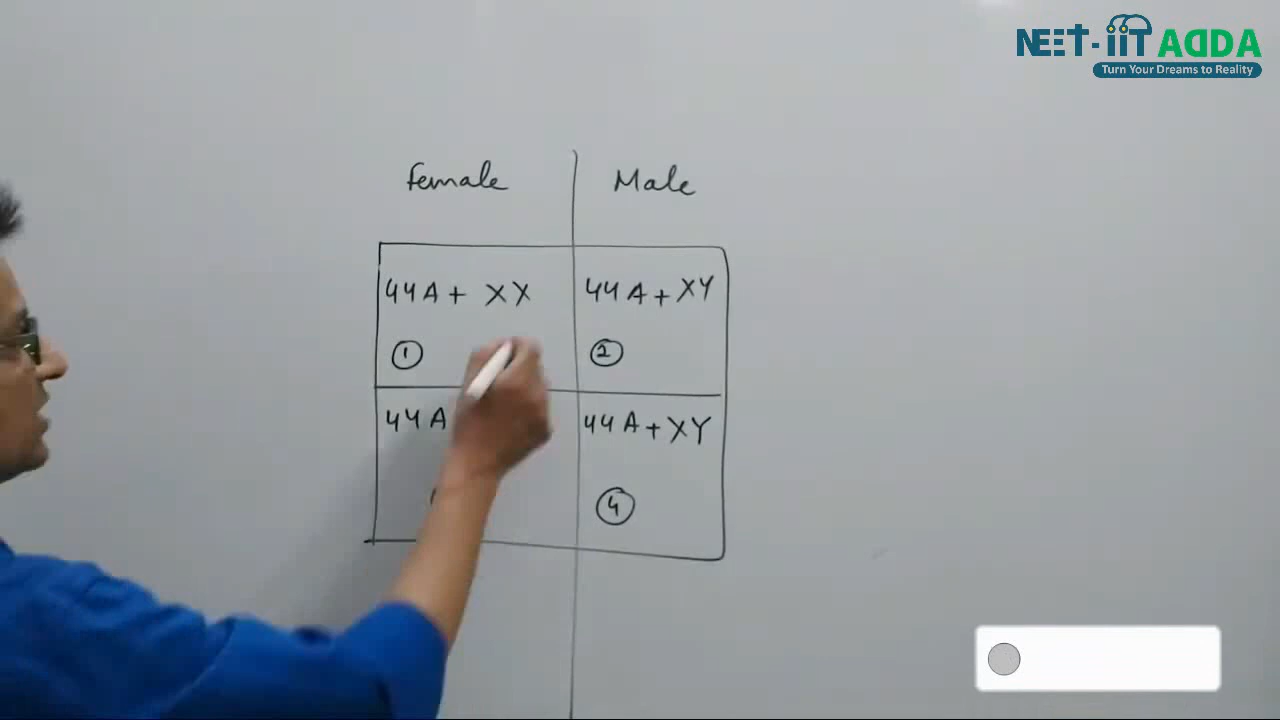 NEET-IIT ADDA
Turn Your Dreams to Reality
Female Male
44A + XX 44A + XY
1 2
44A 44A + XY
4